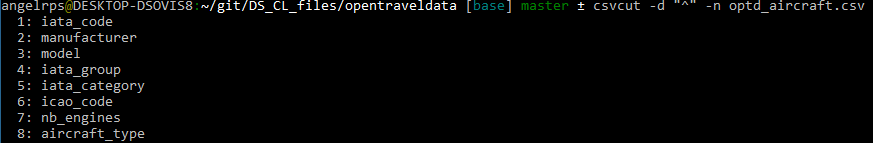 angelrps@DESKTOP-DSOVIS8:~/git/DS_CL_files/opentraveldata [base] master ± csvcut -d "^" -n optd_aircraft.csv
1: iata_code
2: manufacturer
3: model
4: iata_group
5: iata_category
6: icao_code
7: nb_engines
8: aircraft_type